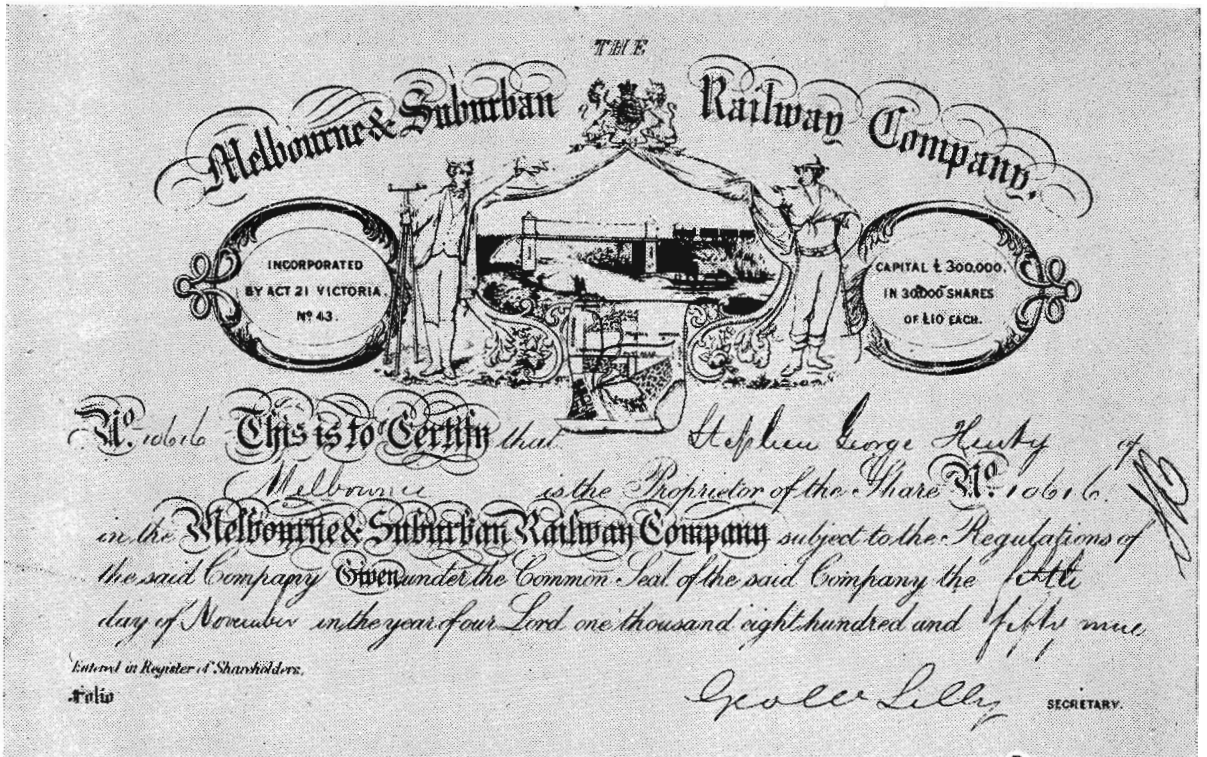 THE
Melbourne & Suburban Railway Company.
INCORPORATED
BY ACT 21 VICTORIA.
No 43.
CAPITAL £300,000.
IN 30,000 SHARES
OF £10 EACH.
No. 10616 This is to Certify that Stephen George Henty of
Melbourne is the Proprietor of the Share No. 10616
in the Melbourne & Suburban Railway Company subject to the Regulations of
the said Company Given under the Common Seal of the said Company the fifth
day of November in the year of our Lord one thousand eight hundred and fifty nine
Entered in Register of Shareholders.
Folio
Lilly SECRETARY.